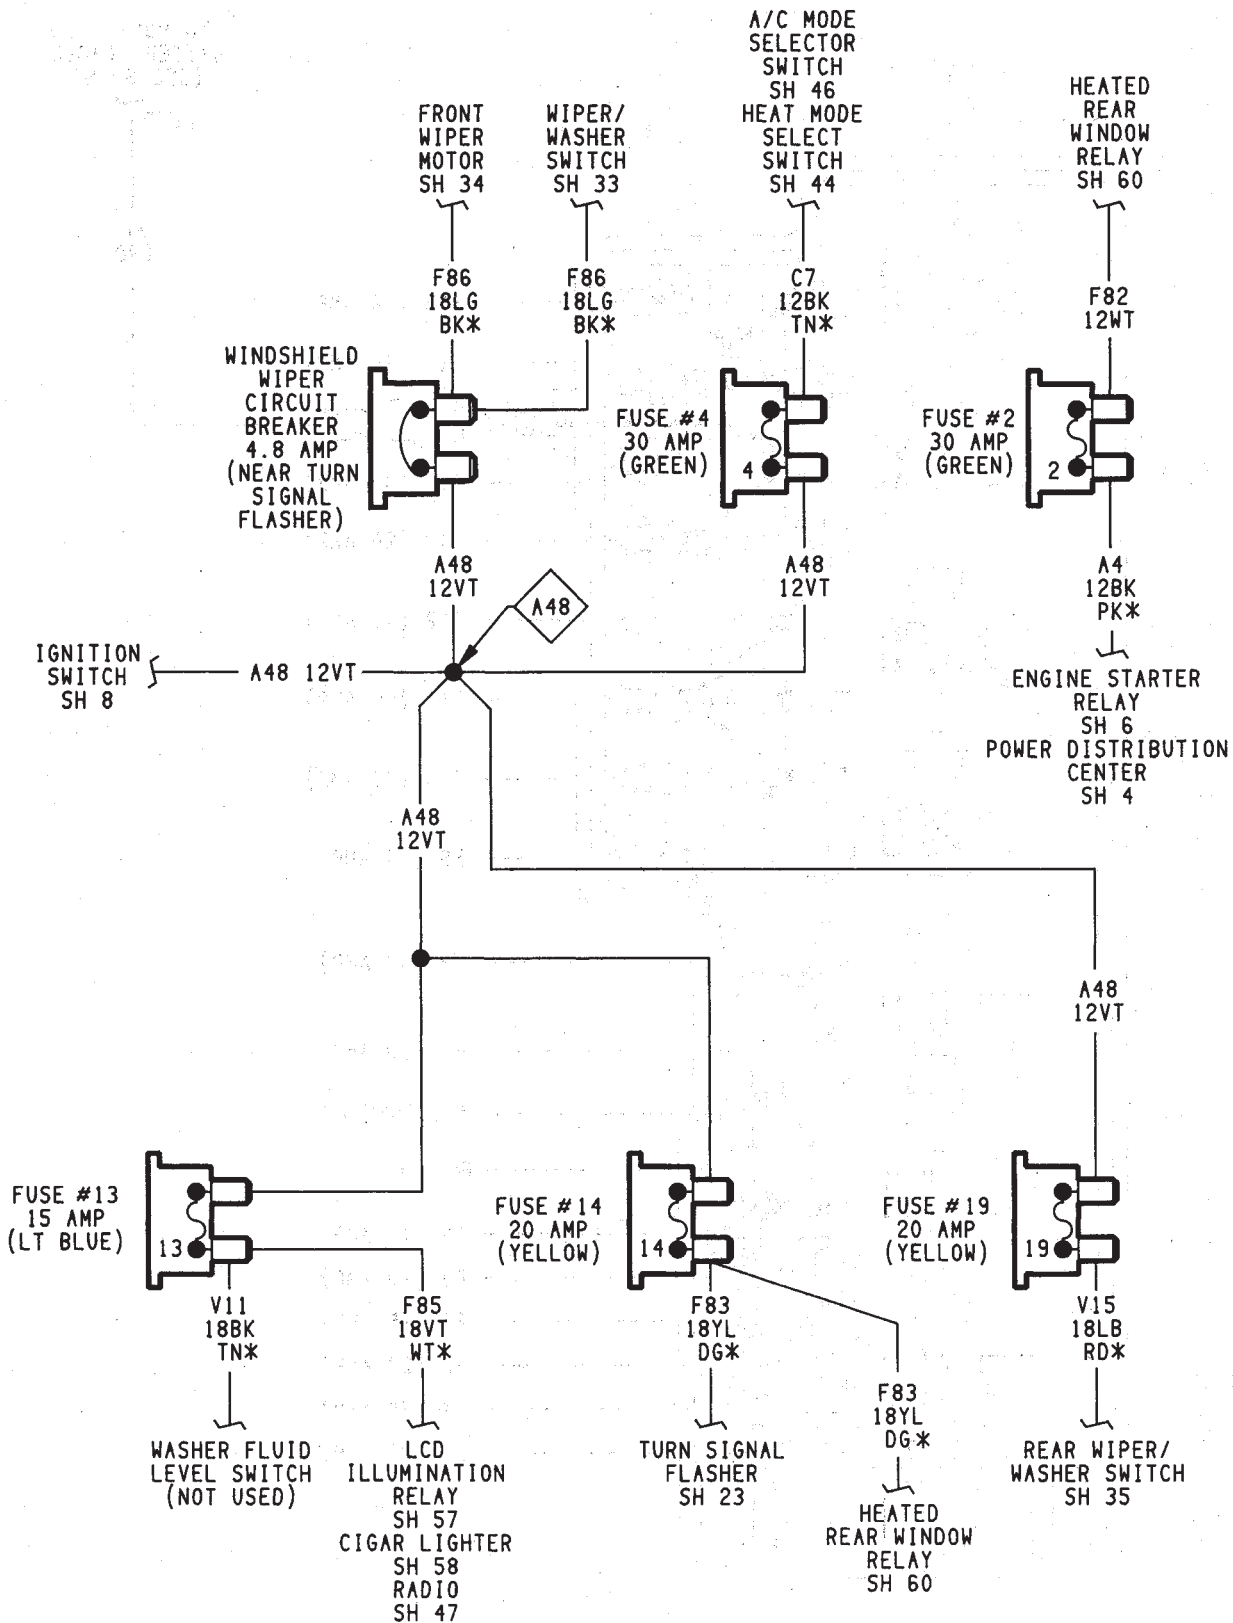 A/C MODE
SELECTOR
SWITCH
SH 46
HEAT MODE
SELECT
SWITCH
SH 44
HEATED
REAR
WINDOW
RELAY
SH 60
FRONT
WIPER
MOTOR
SH 34
WIPER/
WASHER
SWITCH
SH 33
F86
18LG
BK*
F86
18LG
BK*
C7
12BK
TN*
F82
12WT
WINDSHIELD
WIPER
CIRCUIT
BREAKER
4.8 AMP
(NEAR TURN
SIGNAL
FLASHER)
FUSE #4
30 AMP
(GREEN)
4
FUSE #2
30 AMP
(GREEN)
2
A48
12VT
A48
12VT
A4
12BK
PK*
A48
IGNITION
SWITCH
SH 8
A48 12VT
ENGINE STARTER
RELAY
SH 6
POWER DISTRIBUTION
CENTER
SH 4
A48
12VT
A48
12VT
FUSE #13
15 AMP
(LT BLUE)
13
FUSE #14
20 AMP
(YELLOW)
14
FUSE #19
20 AMP
(YELLOW)
19
V11
18BK
TN*
F85
18VT
WT*
F83
18YL
DG*
F83
18YL
DG*
V15
18LB
RD*
WASHER FLUID
LEVEL SWITCH
(NOT USED)
LCD
ILLUMINATION
RELAY
SH 57
CIGAR LIGHTER
SH 58
RADIO
SH 47
TURN SIGNAL
FLASHER
SH 23
HEATED
REAR WINDOW
RELAY
SH 60
REAR WIPER/
WASHER SWITCH
SH 35